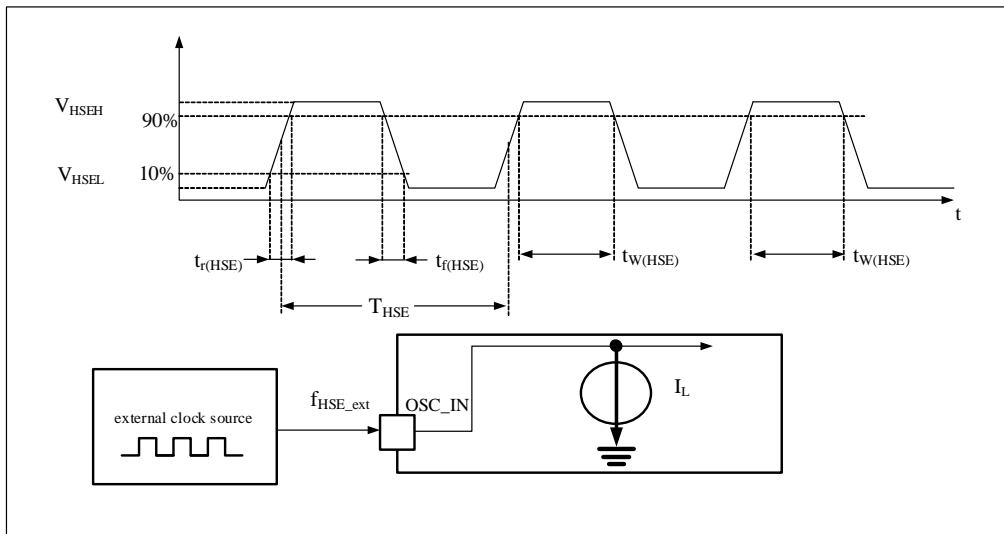 V_HSEH
90%
V_HSEL
10%
t
t_r(HSE)
t_f(HSE)
t_W(HSE)
t_W(HSE)
T_HSE
external clock source
f_HSE_ext
OSC_IN
I_L